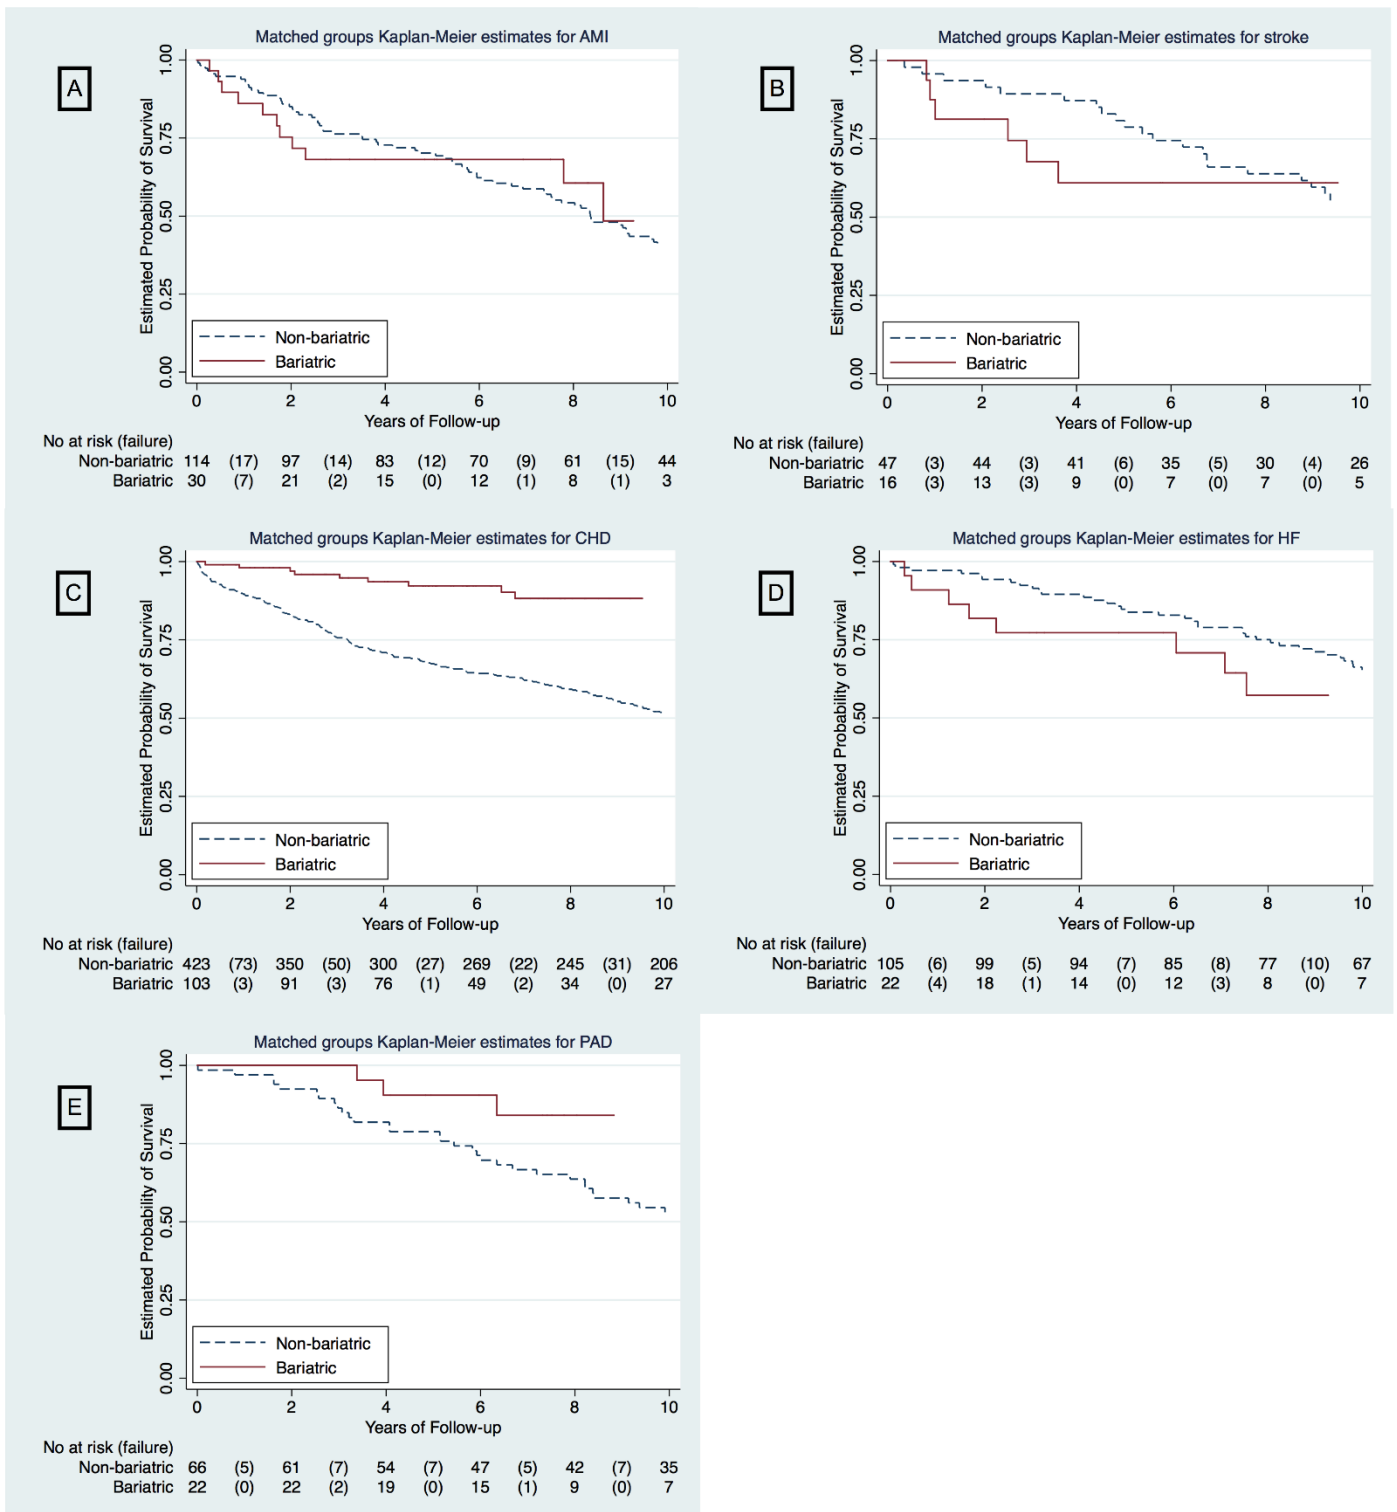 A
Matched groups Kaplan-Meier estimates for AMI
Estimated Probability of Survival
1.00
0.75
0.50
0.25
0.00
Non-bariatric
Bariatric
0 2 4 6 8 10
Years of Follow-up
No at risk (failure)
Non-bariatric 114 (17) 97 (14) 83 (12) 70 (9) 61 (15) 44
Bariatric 30 (7) 21 (2) 15 (0) 12 (1) 8 (1) 3
B
Matched groups Kaplan-Meier estimates for stroke
Estimated Probability of Survival
1.00
0.75
0.50
0.25
0.00
Non-bariatric
Bariatric
0 2 4 6 8 10
Years of Follow-up
No at risk (failure)
Non-bariatric 47 (3) 44 (3) 41 (6) 35 (5) 30 (4) 26
Bariatric 16 (3) 13 (3) 9 (0) 7 (0) 7 (0) 5
C
Matched groups Kaplan-Meier estimates for CHD
Estimated Probability of Survival
1.00
0.75
0.50
0.25
0.00
Non-bariatric
Bariatric
0 2 4 6 8 10
Years of Follow-up
No at risk (failure)
Non-bariatric 423 (73) 350 (50) 300 (27) 269 (22) 245 (31) 206
Bariatric 103 (3) 91 (3) 76 (1) 49 (2) 34 (0) 27
D
Matched groups Kaplan-Meier estimates for HF
Estimated Probability of Survival
1.00
0.75
0.50
0.25
0.00
Non-bariatric
Bariatric
0 2 4 6 8 10
Years of Follow-up
No at risk (failure)
Non-bariatric 105 (6) 99 (5) 94 (7) 85 (8) 77 (10) 67
Bariatric 22 (4) 18 (1) 14 (0) 12 (3) 8 (0) 7
E
Matched groups Kaplan-Meier estimates for PAD
Estimated Probability of Survival
1.00
0.75
0.50
0.25
0.00
Non-bariatric
Bariatric
0 2 4 6 8 10
Years of Follow-up
No at risk (failure)
Non-bariatric 66 (5) 61 (7) 54 (7) 47 (5) 42 (7) 35
Bariatric 22 (0) 22 (2) 19 (0) 15 (1) 9 (0) 7